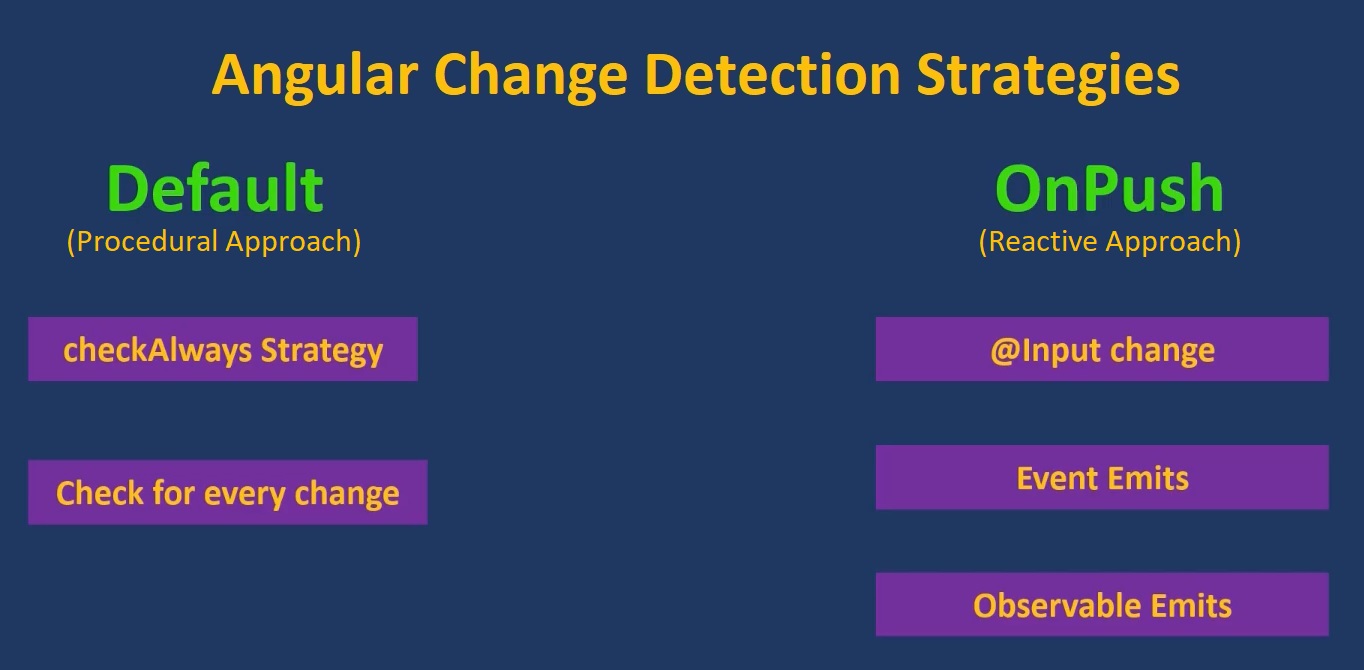 Angular Change Detection Strategies
Default
(Procedural Approach)
checkAlways Strategy
Check for every change
OnPush
(Reactive Approach)
@Input change
Event Emits
Observable Emits